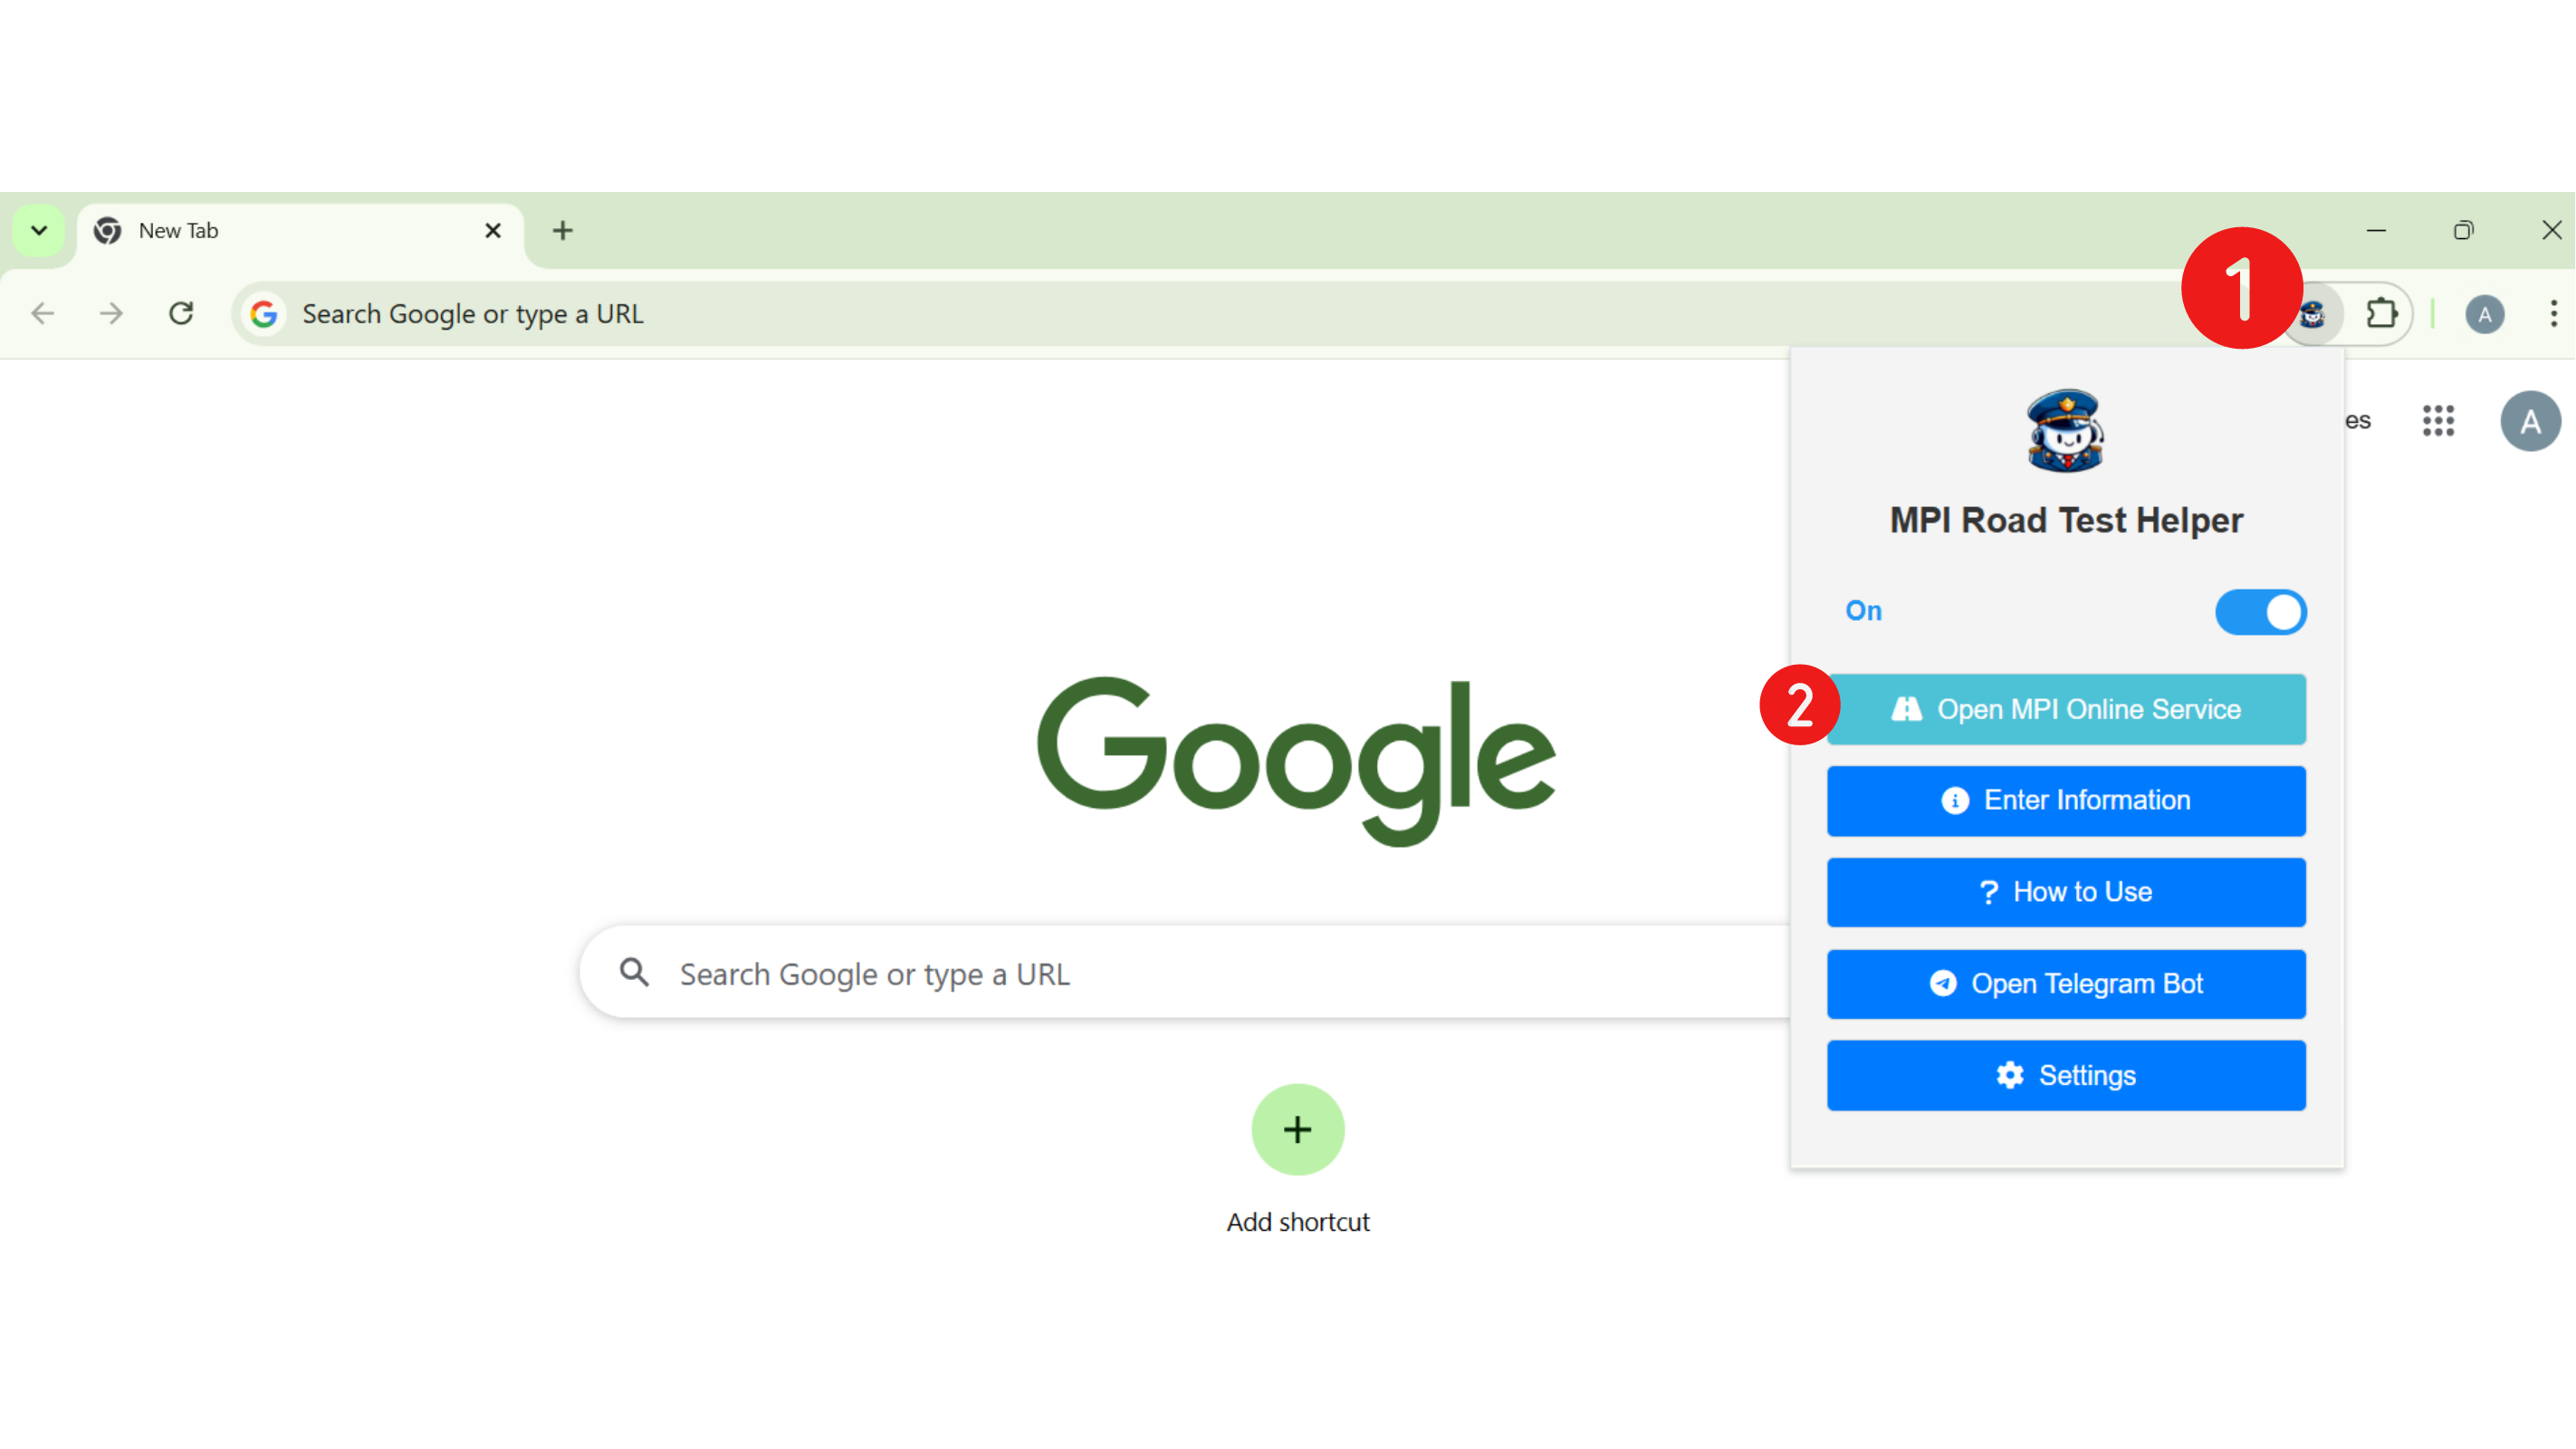 New Tab
Search Google or type a URL
A
1
es
A
MPI Road Test Helper
On
2
Open MPI Online Service
Enter Information
Google
? How to Use
Search Google or type a URL
Open Telegram Bot
Settings
Add shortcut